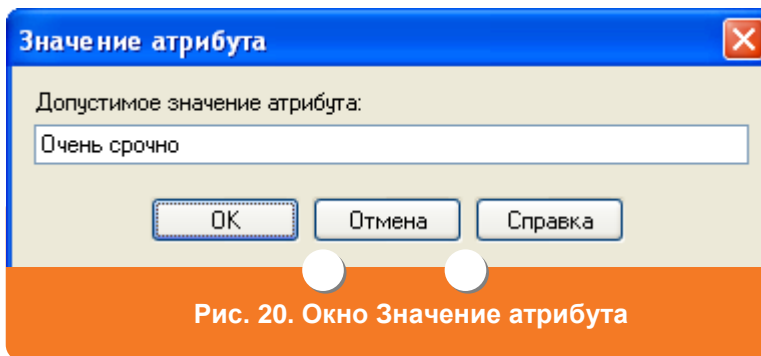 Значение атрибута
Допустимое значение атрибута:
Очень срочно
OK Отмена Справка
Рис. 20. Окно Значение атрибута